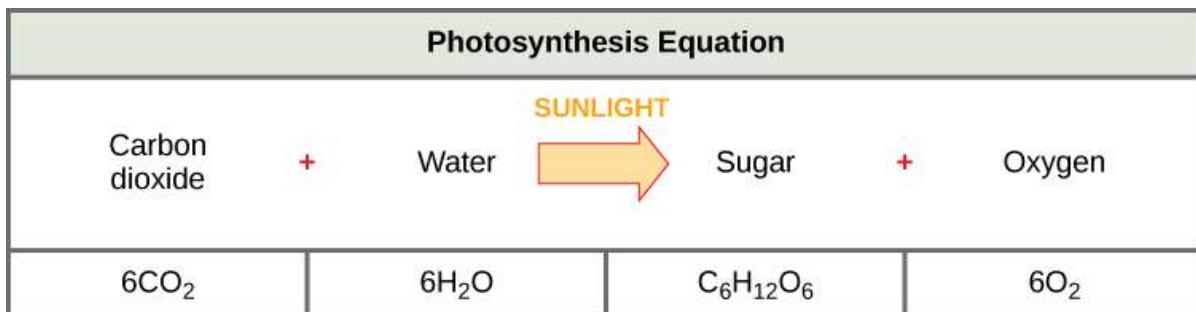 Photosynthesis Equation
SUNLIGHT
Carbon
dioxide
+
Water
Sugar
+
Oxygen
6CO₂
6H₂O
C₆H₁₂O₆
6O₂